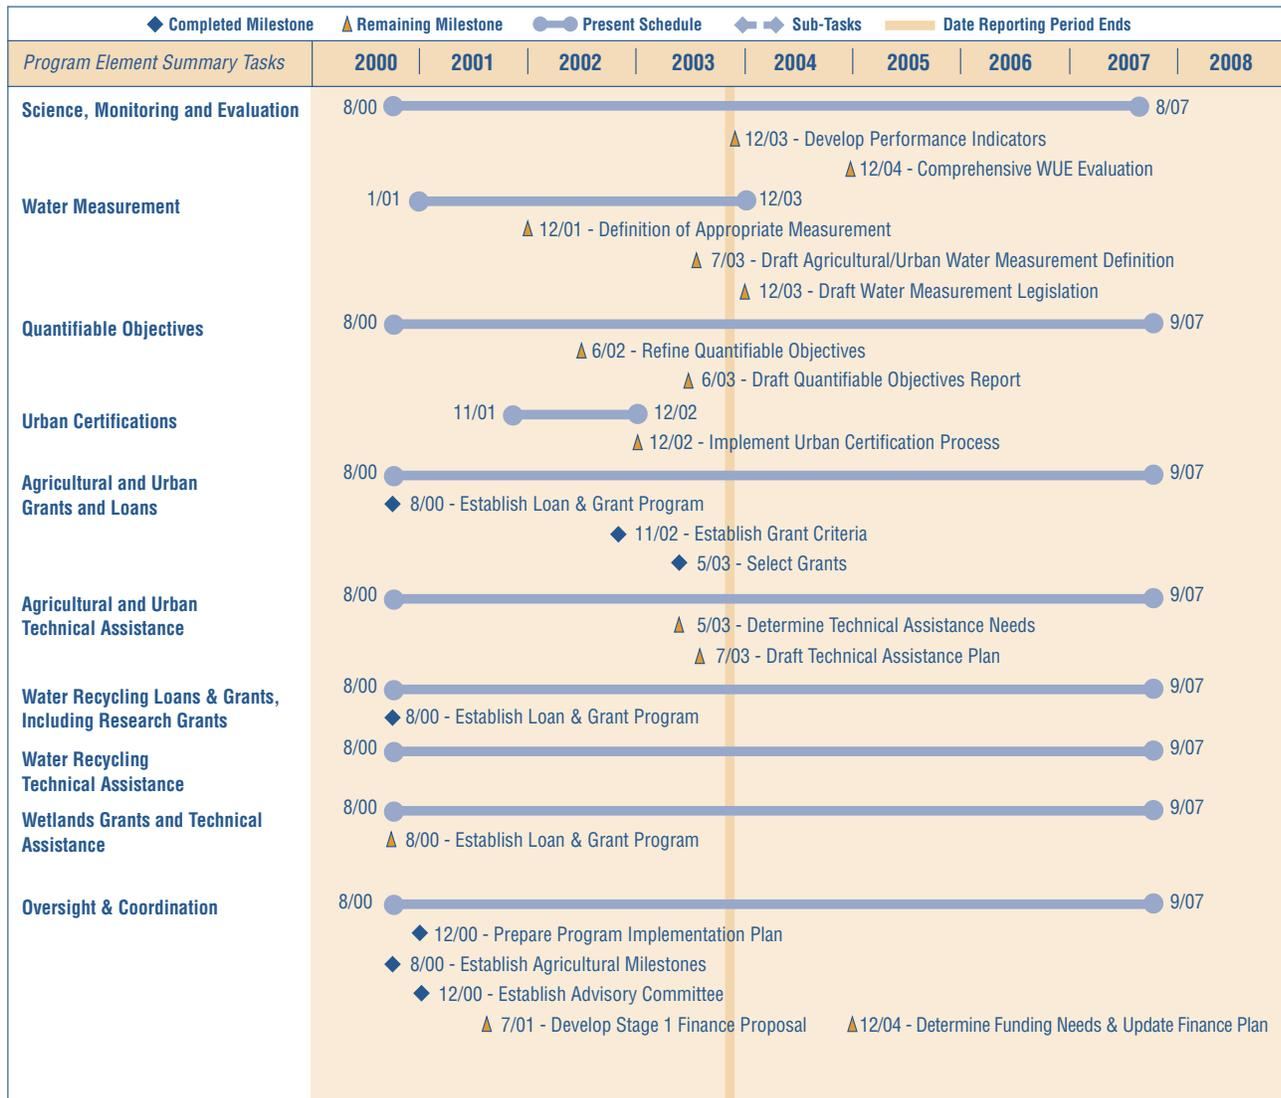 Completed Milestone Remaining Milestone Present Schedule Sub-Tasks Date Reporting Period Ends
Program Element Summary Tasks 2000 2001 2002 2003 2004 2005 2006 2007 2008
Science, Monitoring and Evaluation 8/00 8/07
12/03 - Develop Performance Indicators
12/04 - Comprehensive WUE Evaluation
Water Measurement 1/01 12/03
12/01 - Definition of Appropriate Measurement
7/03 - Draft Agricultural/Urban Water Measurement Definition
12/03 - Draft Water Measurement Legislation
Quantifiable Objectives 8/00 9/07
6/02 - Refine Quantifiable Objectives
6/03 - Draft Quantifiable Objectives Report
Urban Certifications 11/01 12/02
12/02 - Implement Urban Certification Process
Agricultural and Urban 8/00 9/07
Grants and Loans
8/00 - Establish Loan & Grant Program
11/02 - Establish Grant Criteria
5/03 - Select Grants
Agricultural and Urban 8/00 9/07
Technical Assistance
5/03 - Determine Technical Assistance Needs
7/03 - Draft Technical Assistance Plan
Water Recycling Loans & Grants, 8/00 9/07
Including Research Grants
8/00 - Establish Loan & Grant Program
Water Recycling 8/00 9/07
Technical Assistance
Wetlands Grants and Technical 8/00 9/07
Assistance
8/00 - Establish Loan & Grant Program
Oversight & Coordination 8/00 9/07
12/00 - Prepare Program Implementation Plan
8/00 - Establish Agricultural Milestones
12/00 - Establish Advisory Committee
7/01 - Develop Stage 1 Finance Proposal 12/04 - Determine Funding Needs & Update Finance Plan